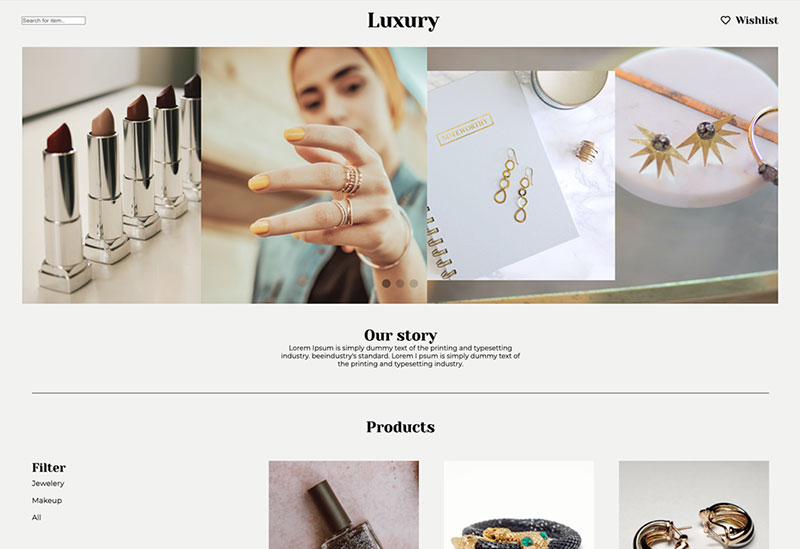 Search for item...
Luxury
Wishlist
NOTEWORTHY
Our story
Lorem Ipsum is simply dummy text of the printing and typesetting
industry. beeindustry's standard. Lorem I psum is simply dummy text of
the printing and typesetting industry.
Products
Filter
Jewelery
Makeup
All